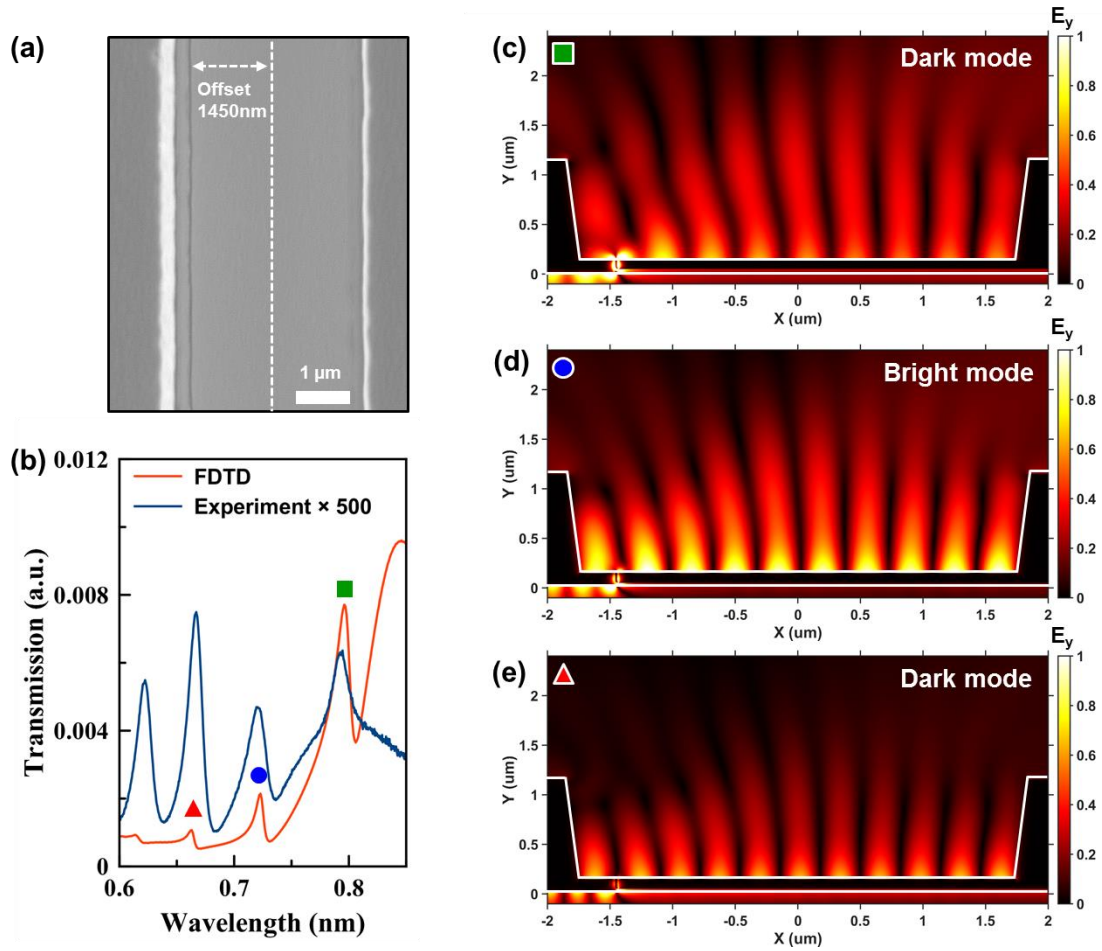 (a)
Offset
1450nm
1 μm
(b)
0.012
0.008
0.004
0
Transmission (a.u.)
FDTD
Experiment × 500
0.6 0.7 0.8
Wavelength (nm)
(c)
Dark mode
E_y
2
1.5
1
0.5
0
Y (um)
-2 -1.5 -1 -0.5 0 0.5 1 1.5 2
X (um)
1
0.8
0.6
0.4
0.2
0
(d)
Bright mode
E_y
2
1.5
1
0.5
0
Y (um)
-2 -1.5 -1 -0.5 0 0.5 1 1.5 2
X (um)
1
0.8
0.6
0.4
0.2
0
(e)
Dark mode
E_y
2
1.5
1
0.5
0
Y (um)
-2 -1.5 -1 -0.5 0 0.5 1 1.5 2
X (um)
1
0.8
0.6
0.4
0.2
0